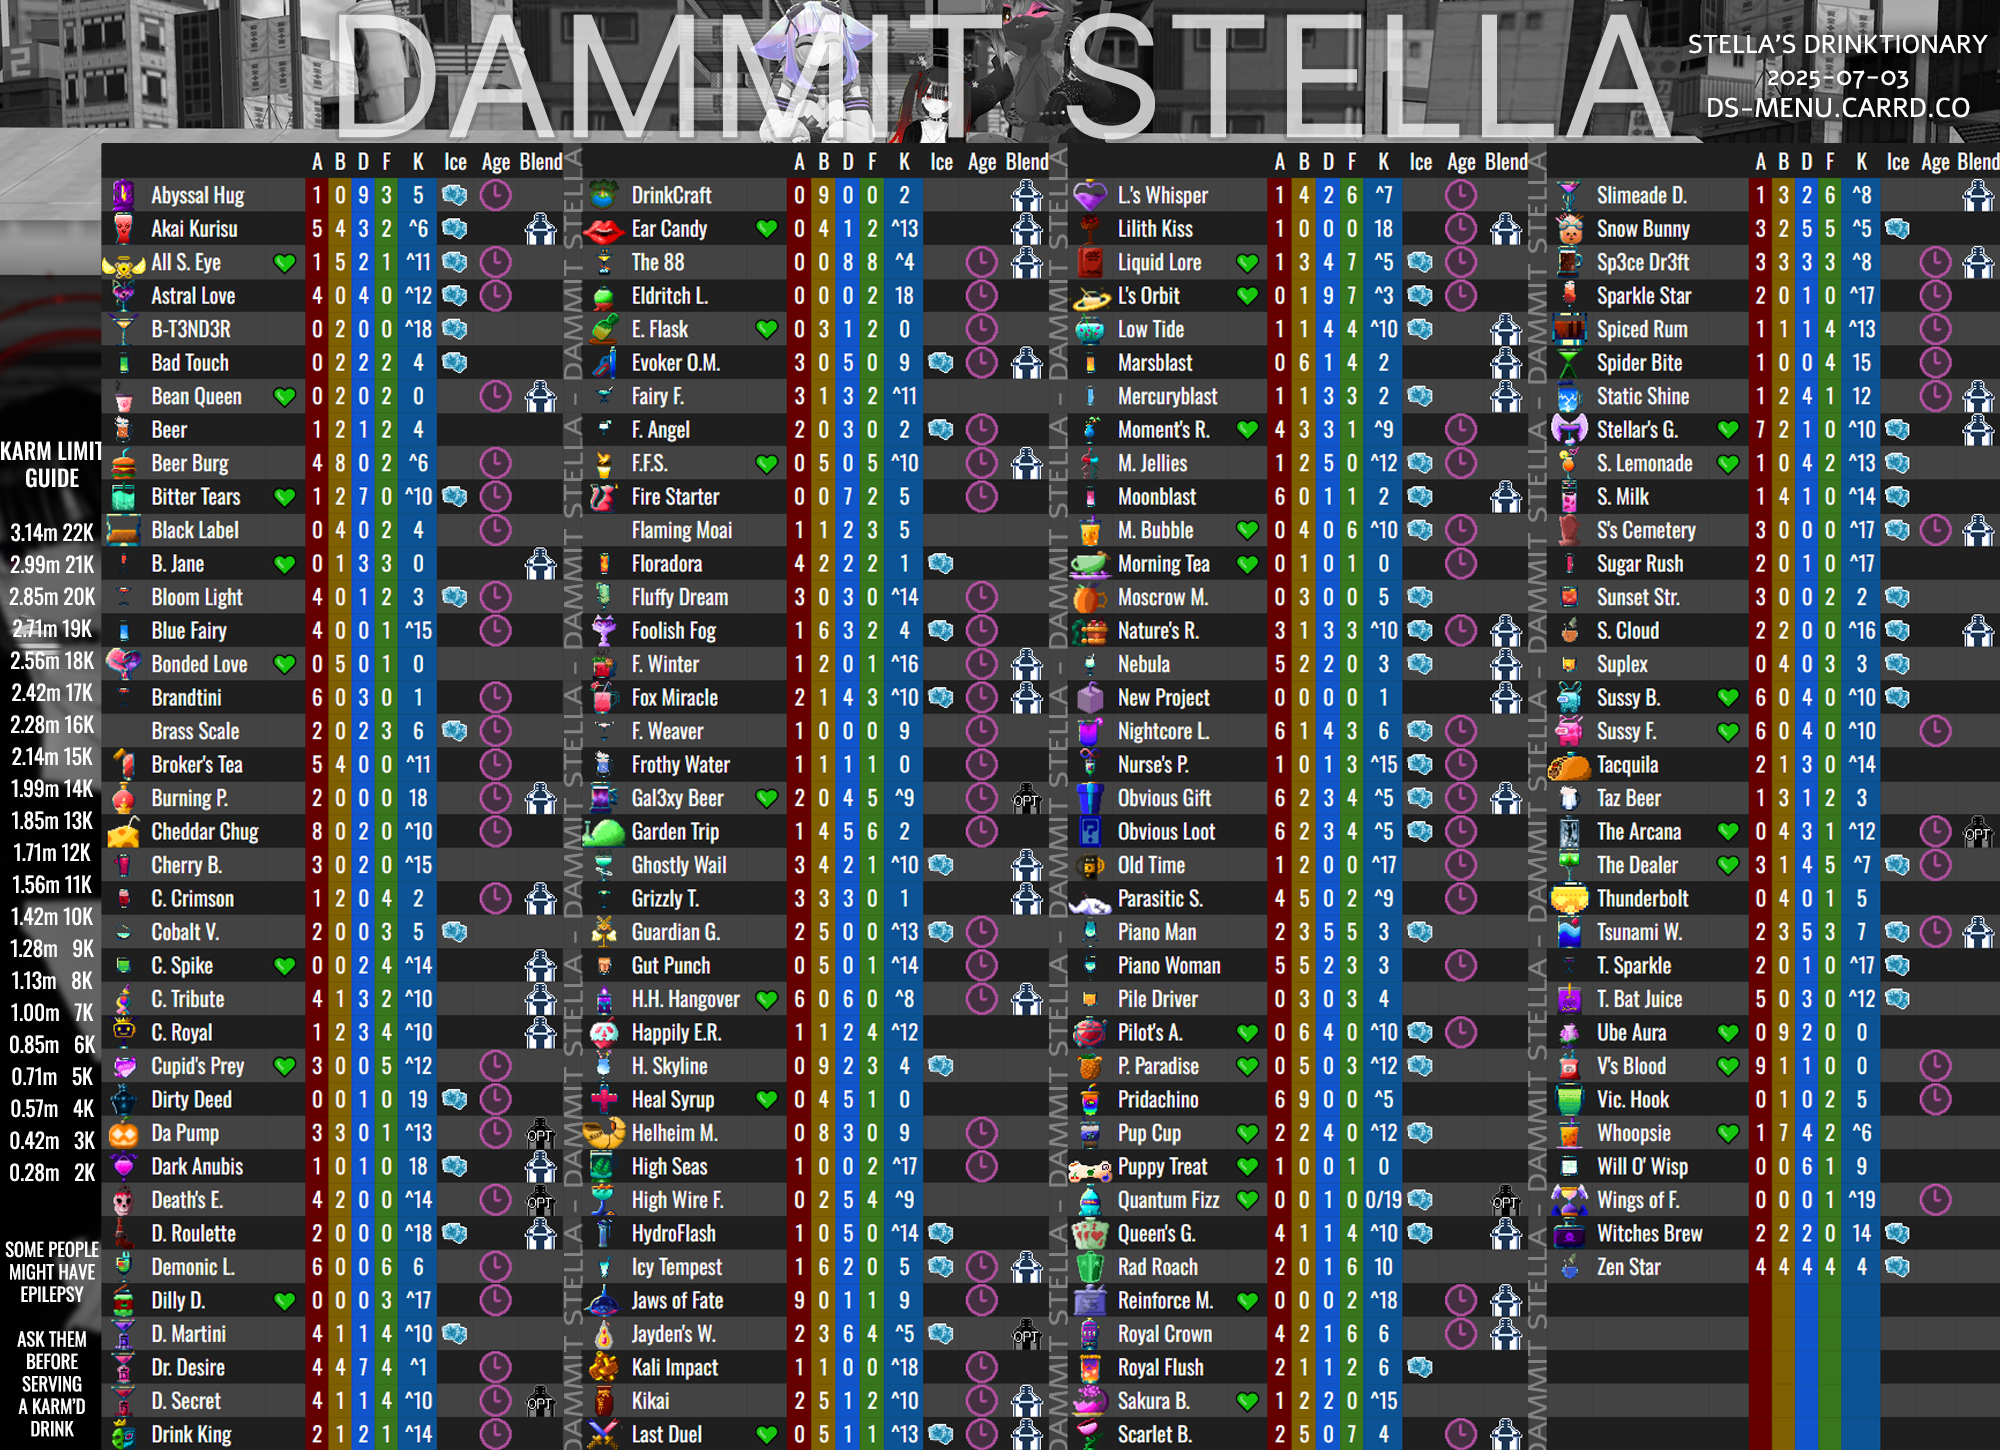 DAMMIT STELLA
STELLA'S DRINKTIONARY
2025-07-03
DS-MENU.CARRD.CO
A B D F K Ice Age Blend
Abyssal Hug 1 0 9 3 5
Akai Kurisu 5 4 3 2 ^6
All S. Eye 1 5 2 1 ^11
Astral Love 4 0 4 0 ^12
B-T3ND3R 0 2 0 0 ^18
Bad Touch 0 2 2 2 4
Bean Queen 0 2 0 2 0
Beer 1 2 1 2 4
Beer Burg 4 8 0 2 ^6
Bitter Tears 1 2 7 0 ^10
Black Label 0 4 0 2 4
B. Jane 0 1 3 3 0
Bloom Light 4 0 1 2 3
Blue Fairy 4 0 0 1 ^15
Bonded Love 0 5 0 1 0
Brandtini 6 0 3 0 1
Brass Scale 2 0 2 3 6
Broker's Tea 5 4 0 0 ^11
Burning P. 2 0 0 0 18
Cheddar Chug 8 0 2 0 ^10
Cherry B. 3 0 2 0 ^15
C. Crimson 1 2 0 4 2
Cobalt V. 2 0 0 3 5
C. Spike 0 0 2 4 ^14
C. Tribute 4 1 3 2 ^10
C. Royal 1 2 3 4 ^10
Cupid's Prey 3 0 0 5 ^12
Dirty Deed 0 0 1 0 19
Da Pump 3 3 0 1 ^13 OPT
Dark Anubis 1 0 1 0 18
Death's E. 4 2 0 0 ^14 OPT
D. Roulette 2 0 0 0 ^18
Demonic L. 6 0 0 6 6
Dilly D. 0 0 0 3 ^17
D. Martini 4 1 1 4 ^10
Dr. Desire 4 4 7 4 ^1
D. Secret 4 1 1 4 ^10 OPT
Drink King 2 1 2 1 ^14
A B D F K Ice Age Blend
DrinkCraft 0 9 0 0 2
Ear Candy 0 4 1 2 ^13
The 88 0 0 8 8 ^4
Eldritch L. 0 0 0 2 18
E. Flask 0 3 1 2 0
Evoker O.M. 3 0 5 0 9
Fairy F. 3 1 3 2 ^11
F. Angel 2 0 3 0 2
F.F.S. 0 5 0 5 ^10
Fire Starter 0 0 7 2 5
Flaming Moai 1 1 2 3 5
Floradora 4 2 2 2 1
Fluffy Dream 3 0 3 0 ^14
Foolish Fog 1 6 3 2 4
F. Winter 1 2 0 1 ^16
Fox Miracle 2 1 4 3 ^10
F. Weaver 1 0 0 0 9
Frothy Water 1 1 1 1 0
Gal3xy Beer 2 0 4 5 ^9 OPT
Garden Trip 1 4 5 6 2
Ghostly Wail 3 4 2 1 ^10
Grizzly T. 3 3 3 0 1
Guardian G. 2 5 0 0 ^13
Gut Punch 0 5 0 1 ^14
H.H. Hangover 6 0 6 0 ^8
Happily E.R. 1 1 2 4 ^12
H. Skyline 0 9 2 3 4
Heal Syrup 0 4 5 1 0
Helheim M. 0 8 3 0 9
High Seas 1 0 0 2 ^17
High Wire F. 0 2 5 4 ^9
HydroFlash 1 0 5 0 ^14
Icy Tempest 1 6 2 0 5
Jaws of Fate 9 0 1 1 9
Jayden's W. 2 3 6 4 ^5 OPT
Kali Impact 1 1 0 0 ^18
Kikai 2 5 1 2 ^10
Last Duel 0 5 1 1 ^13
A B D F K Ice Age Blend
L.'s Whisper 1 4 2 6 ^7
Lilith Kiss 1 0 0 0 18
Liquid Lore 1 3 4 7 ^5
L's Orbit 0 1 9 7 ^3
Low Tide 1 1 4 4 ^10
Marsblast 0 6 1 4 2
Mercuryblast 1 1 3 3 2
Moment's R. 4 3 3 1 ^9
M. Jellies 1 2 5 0 ^12
Moonblast 6 0 1 1 2
M. Bubble 0 4 0 6 ^10
Morning Tea 0 1 0 1 0
Moscrow M. 0 3 0 0 5
Nature's R. 3 1 3 3 ^10
Nebula 5 2 2 0 3
New Project 0 0 0 0 1
Nightcore L. 6 1 4 3 6
Nurse's P. 1 0 1 3 ^15
Obvious Gift 6 2 3 4 ^5
Obvious Loot 6 2 3 4 ^5
Old Time 1 2 0 0 ^17
Parasitic S. 4 5 0 2 ^9
Piano Man 2 3 5 5 3
Piano Woman 5 5 2 3 3
Pile Driver 0 3 0 3 4
Pilot's A. 0 6 4 0 ^10
P. Paradise 0 5 0 3 ^12
Pridachino 6 9 0 0 ^5
Pup Cup 2 2 4 0 ^12
Puppy Treat 1 0 0 1 0
Quantum Fizz 0 0 1 0 0/19 OPT
Queen's G. 4 1 1 4 ^10
Rad Roach 2 0 1 6 10
Reinforce M. 0 0 0 2 ^18
Royal Crown 4 2 1 6 6
Royal Flush 2 1 1 2 6
Sakura B. 1 2 2 0 ^15
Scarlet B. 2 5 0 7 4
A B D F K Ice Age Blend
Slimeade D. 1 3 2 6 ^8
Snow Bunny 3 2 5 5 ^5
Sp3ce Dr3ft 3 3 3 3 ^8
Sparkle Star 2 0 1 0 ^17
Spiced Rum 1 1 1 4 ^13
Spider Bite 1 0 0 4 15
Static Shine 1 2 4 1 12
Stellar's G. 7 2 1 0 ^10
S. Lemonade 1 0 4 2 ^13
S. Milk 1 4 1 0 ^14
S's Cemetery 3 0 0 0 ^17
Sugar Rush 2 0 1 0 ^17
Sunset Str. 3 0 0 2 2
S. Cloud 2 2 0 0 ^16
Suplex 0 4 0 3 3
Sussy B. 6 0 4 0 ^10
Sussy F. 6 0 4 0 ^10
Tacquila 2 1 3 0 ^14
Taz Beer 1 3 1 2 3
The Arcana 0 4 3 1 ^12 OPT
The Dealer 3 1 4 5 ^7
Thunderbolt 0 4 0 1 5
Tsunami W. 2 3 5 3 7
T. Sparkle 2 0 1 0 ^17
T. Bat Juice 5 0 3 0 ^12
Ube Aura 0 9 2 0 0
V's Blood 9 1 1 0 0
Vic. Hook 0 1 0 2 5
Whoopsie 1 7 4 2 ^6
Will O' Wisp 0 0 6 1 9
Wings of F. 0 0 0 1 ^19
Witches Brew 2 2 2 0 14
Zen Star 4 4 4 4 4
KARM LIMIT
GUIDE
3.14m 22K
2.99m 21K
2.85m 20K
2.71m 19K
2.56m 18K
2.42m 17K
2.28m 16K
2.14m 15K
1.99m 14K
1.85m 13K
1.71m 12K
1.56m 11K
1.42m 10K
1.28m 9K
1.13m 8K
1.00m 7K
0.85m 6K
0.71m 5K
0.57m 4K
0.42m 3K
0.28m 2K
SOME PEOPLE
MIGHT HAVE
EPILEPSY
ASK THEM
BEFORE
SERVING
A KARM'D
DRINK
DAMMIT STELLA - DAMMIT STELLA - DAMMIT STELLA - DAMMIT STELLA - DAMMIT STELLA
DAMMIT STELLA - DAMMIT STELLA - DAMMIT STELLA - DAMMIT STELLA - DAMMIT STELLA
DAMMIT STELLA - DAMMIT STELLA - DAMMIT STELLA - DAMMIT STELLA - DAMMIT STELLA